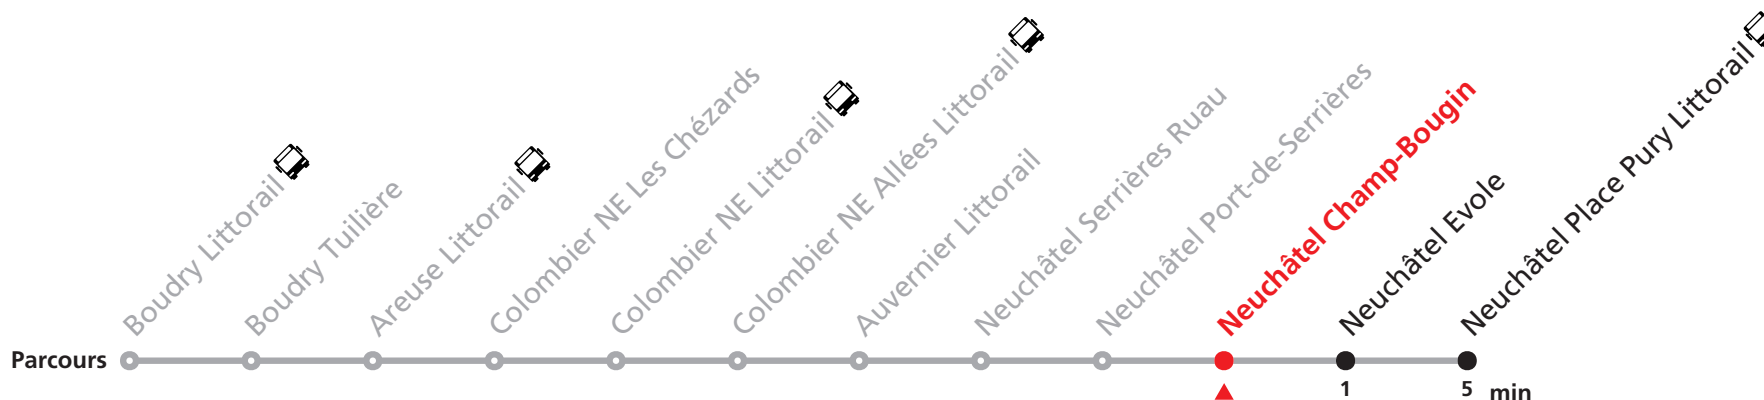 Boudry Littorail
Boudry Tuilière
Areuse Littorail
Colombier NE Les Chézards
Colombier NE Littorail
Colombier NE Allées Littorail
Auvernier Littorail
Neuchâtel Serrières Ruau
Neuchâtel Port-de-Serrières
Neuchâtel Champ-Bougin
Neuchâtel Evole
Neuchâtel Place Pury Littorail
Parcours
1
5 min